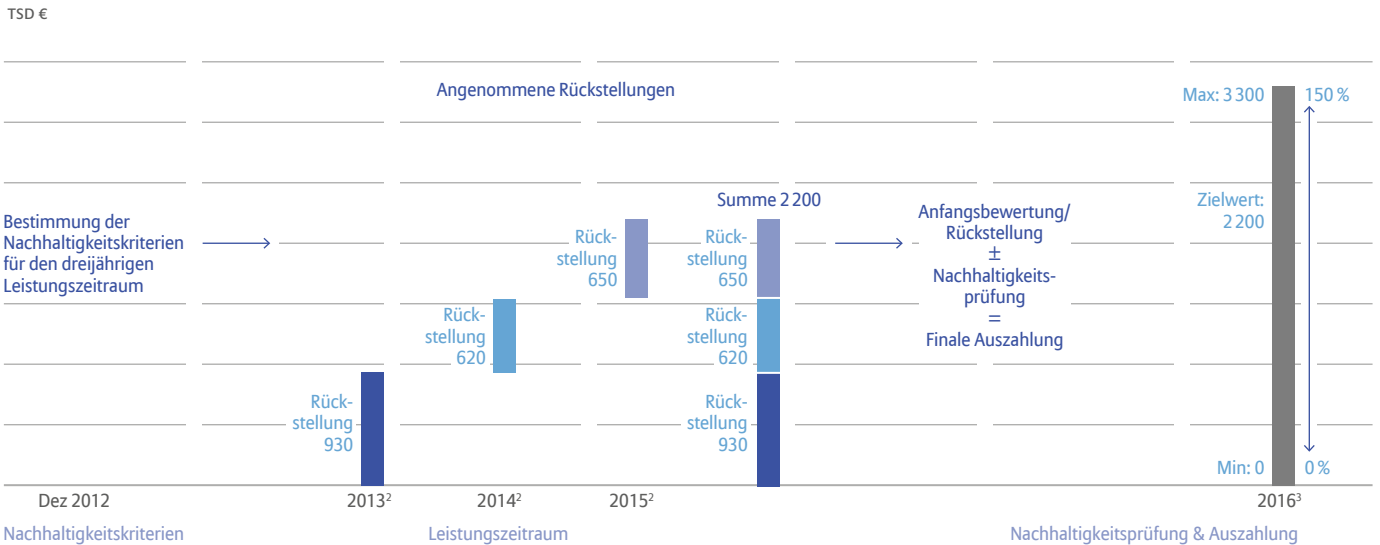 TSD €
Angenommene Rückstellungen
Bestimmung der
Nachhaltigkeitskriterien
für den dreijährigen
Leistungszeitraum
Rück-
stellung
930
Rück-
stellung
620
Rück-
stellung
650
Summe 2 200
Rück-
stellung
650
Rück-
stellung
620
Rück-
stellung
930
Anfangsbewertung/
Rückstellung
±
Nachhaltigkeits-
prüfung
=
Finale Auszahlung
Max: 3 300
150 %
Zielwert:
2 200
Min: 0
0 %
Dez 2012
2013²
2014²
2015²
2016³
Nachhaltigkeitskriterien
Leistungszeitraum
Nachhaltigkeitsprüfung & Auszahlung